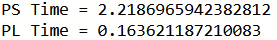 PS Time = 2.2186965942382812
PL Time = 0.163621187210083